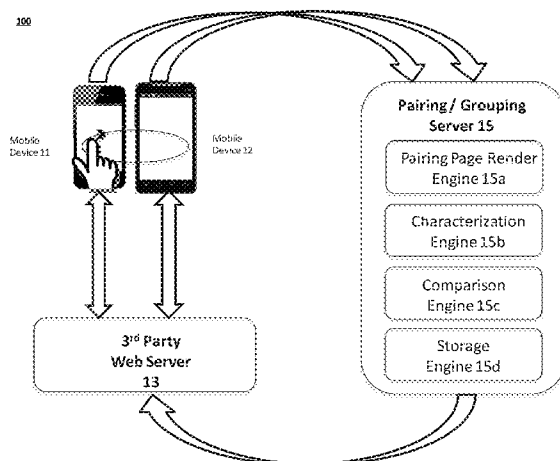 100
Mobile
Device 11
Mobile
Device 12
Pairing / Grouping
Server 15
Pairing Page Render
Engine 15a
Characterization
Engine 15b
Comparison
Engine 15c
Storage
Engine 15d
3rd Party
Web Server
13